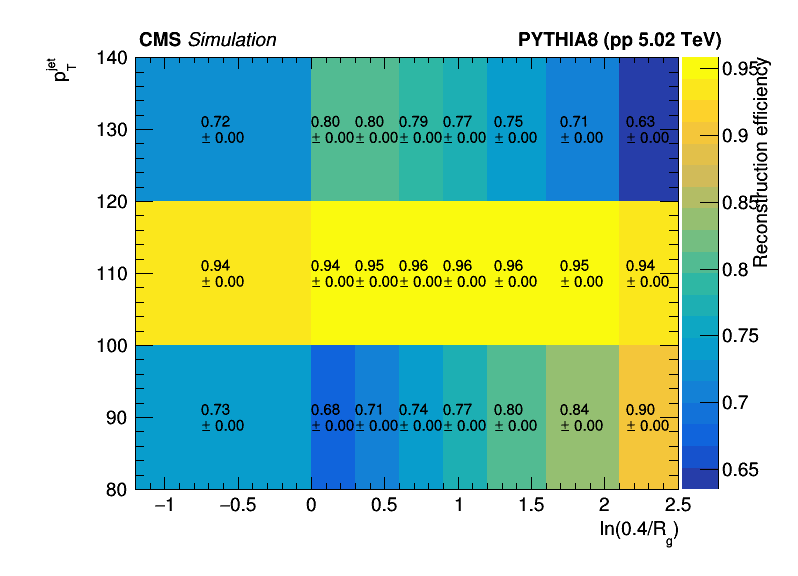 CMS Simulation PYTHIA8 (pp 5.02 TeV)
p_T^jet
140
130
120
110
100
90
80
0.72 0.80 0.80 0.79 0.77 0.75 0.71 0.63
± 0.00 ± 0.00 ± 0.00 ± 0.00 ± 0.00 ± 0.00 ± 0.00 ± 0.00
0.94 0.94 0.95 0.96 0.96 0.96 0.95 0.94
± 0.00 ± 0.00 ± 0.00 ± 0.00 ± 0.00 ± 0.00 ± 0.00 ± 0.00
0.73 0.68 0.71 0.74 0.77 0.80 0.84 0.90
± 0.00 ± 0.00 ± 0.00 ± 0.00 ± 0.00 ± 0.00 ± 0.00 ± 0.00
−1 −0.5 0 0.5 1 1.5 2 2.5
ln(0.4/R_g)
0.95
0.9
0.85
0.8
0.75
0.7
0.65
Reconstruction efficiency